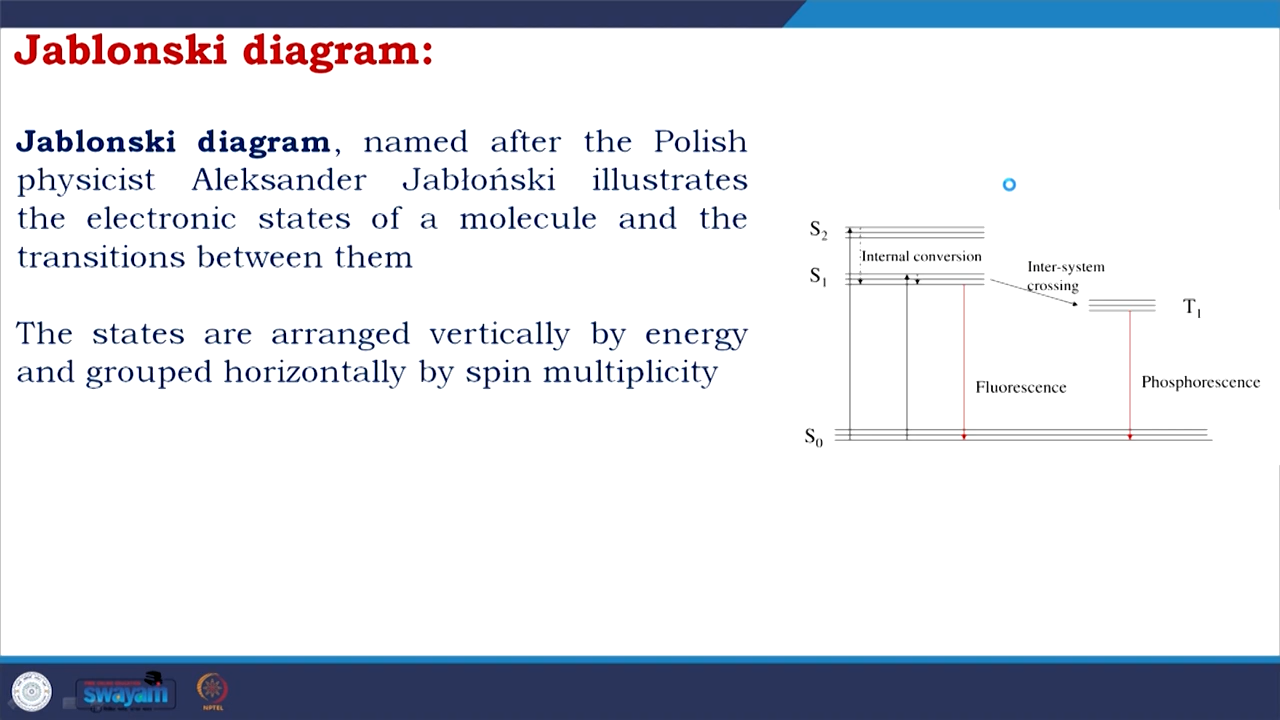 Jablonski diagram:
Jablonski diagram, named after the Polish
physicist Aleksander Jabłoński illustrates
the electronic states of a molecule and the
transitions between them
The states are arranged vertically by energy
and grouped horizontally by spin multiplicity
S2
Internal conversion
S1
Inter-system
crossing
T1
Fluorescence
Phosphorescence
S0
swayam
NPTEL